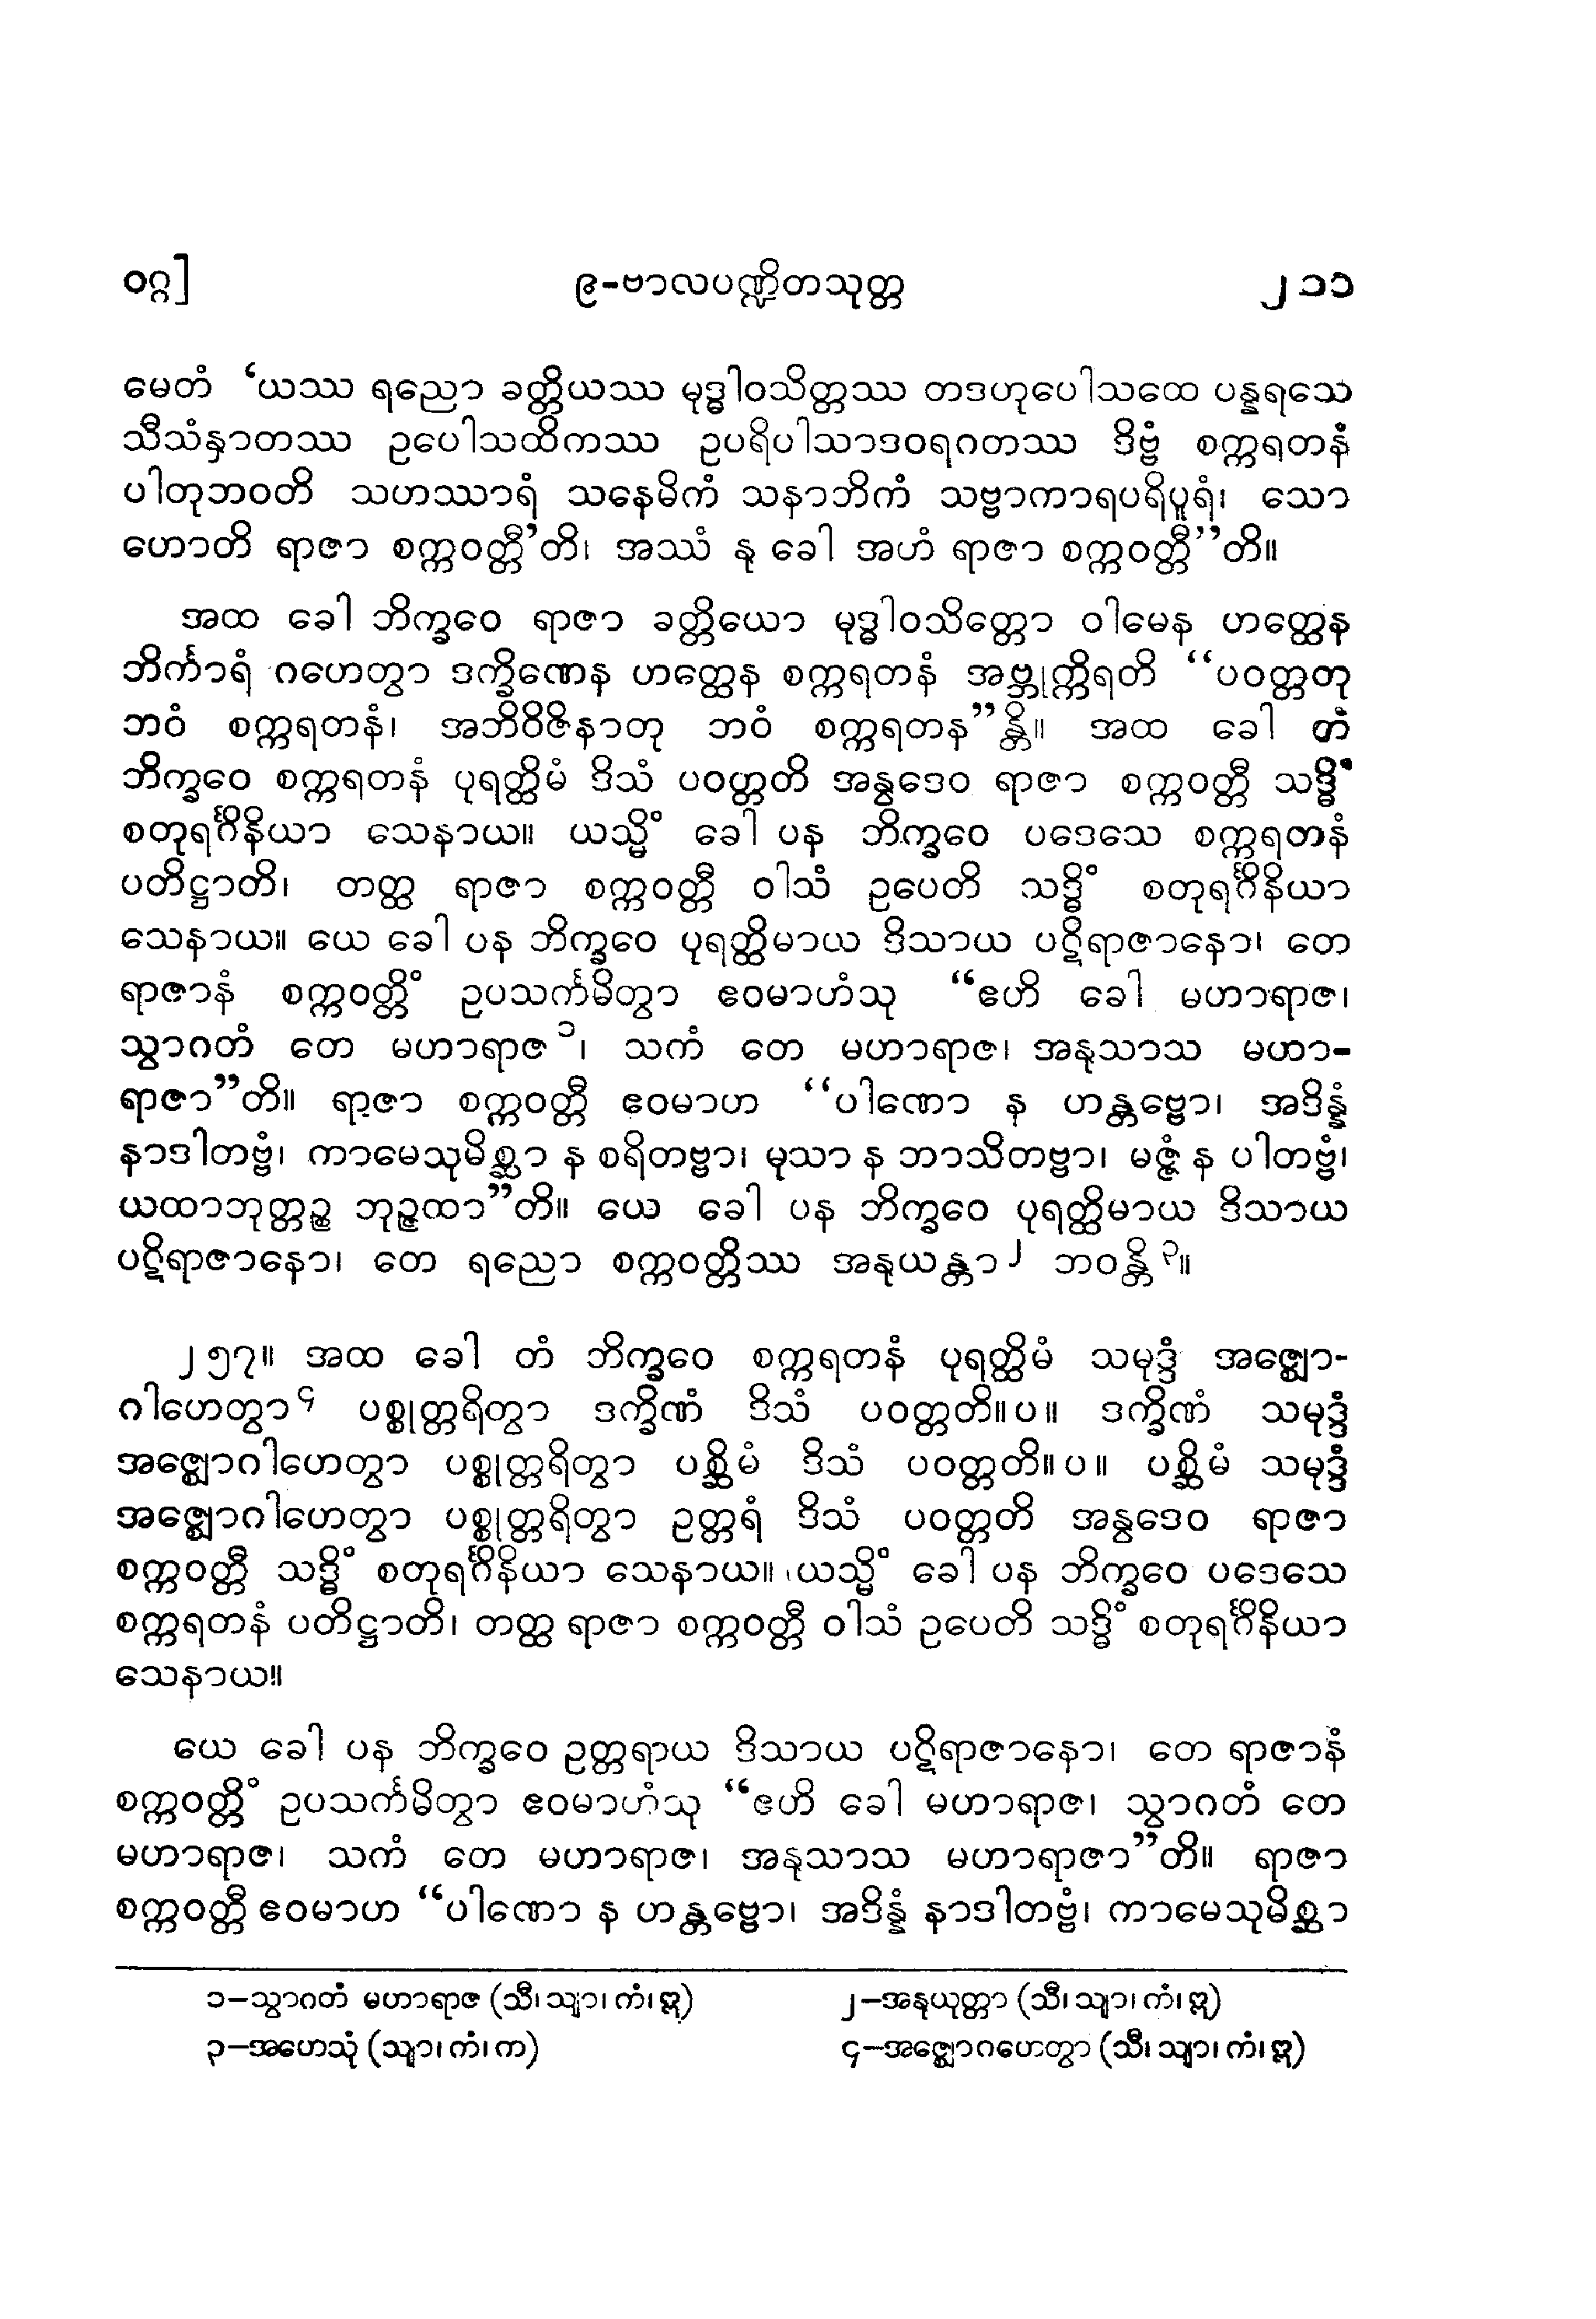 ၀ဂ္ဂ] ၉-ဗာလပဏ္ဍိတသုတ္တ ၂၁၁
မေတံ ‘ယဿ ရညော ခတ္တိယဿ မုဒ္ဓါဝသိတ္တဿ တဒဟုပေါသထေ ပန္နရသေ
သီသံနှာတဿ ဥပေါသထိကဿ ဥပရိပါသာဒဝရဂတဿ ဒိဗ္ဗံ စက္ကရတနံ
ပါတုဘဝတိ သဟဿာရံ သနေမိကံ သနာဘိကံ သဗ္ဗာကာရပရိပူရံ၊ သော
ဟောတိ ရာဇာ စက္ကဝတ္တီ’တိ၊ အဿံ နု ခေါ အဟံ ရာဇာ စက္ကဝတ္တီ”တိ။
အထ ခေါ ဘိက္ခဝေ ရာဇာ ခတ္တိယော မုဒ္ဓါဝသိတ္တော ဝါမေန ဟတ္ထေန
ဘိင်္ကာရံ ဂဟေတွာ ဒက္ခိဏေန ဟတ္ထေန စက္ကရတနံ အဗ္ဘုက္ကိရတိ “ပဝတ္တတု
ဘဝံ စက္ကရတနံ၊ အဘိဝိဇိနာတု ဘဝံ စက္ကရတန”န္တိ။ အထ ခေါ တံ
ဘိက္ခဝေ စက္ကရတနံ ပုရတ္ထိမံ ဒိသံ ပဝတ္တတိ အန္వဒေဝ ရာဇာ စက္ကဝတ္တီ သဒ္ဓိံ
စတုရင်္ဂိနိယာ သေနာယ။ ယသ္မိံ ခေါ ပန ဘိက္ခဝေ ပဒေသေ စက္ကရတနံ
ပတိဋ္ဌာတိ၊ တတ္ထ ရာဇာ စက္ကဝတ္တီ ဝါသံ ဥပေတိ သဒ္ဓိံ စတုရင်္ဂိနိယာ
သေနာယ။ ယေ ခေါ ပန ဘိက္ခဝေ ပုရတ္ထိမာယ ဒိသာယ ပဋိရာဇာနော၊ တေ
ရာဇာနံ စက္ကဝတ္တိံ ဥပသင်္ကမိတွာ ဧဝမာဟံသု “ဧဟိ ခေါ မဟာရာဇ၊
သွာဂတံ တေ မဟာရာဇ၁၊ သကံ တေ မဟာရာဇ၊ အနုသာသ မဟာ-
ရာဇာ”တိ။ ရာဇာ စက္ကဝတ္တီ ဧဝမာဟ “ပါဏော န ဟန္တဗ္ဗော၊ အဒိန္နံ
နာဒါတဗ္ဗံ၊ ကာမေသုမိစ္ဆာ န စရိတဗ္ဗာ၊ မုသာ န ဘာသိတဗ္ဗာ၊ မဇ္ဇံ န ပါတဗ္ဗံ၊
ယထာဘုတ္တဉ္စ ဘုဉ္ဇထာ”တိ။ ယေ ခေါ ပန ဘိက္ခဝေ ပုရတ္ထိမာယ ဒိသာယ
ပဋိရာဇာနော၊ တေ ရညော စက္ကဝတ္တိဿ အနုယန္တာ၂ ဘဝန္တိ၃။
၂၅၇။ အထ ခေါ တံ ဘိက္ခဝေ စက္ကရတနံ ပုရတ္ထိမံ သမုဒ္ဒံ အဇ္ဈော-
ဂါဟေတွာ၄ ပစ္စုတ္တရိတွာ ဒက္ခိဏံ ဒိသံ ပဝတ္တတိ။ပ။ ဒက္ခိဏံ သမုဒ္ဒံ
အဇ္ဈောဂါဟေတွာ ပစ္စုတ္တရိတွာ ပစ္ဆိမံ ဒိသံ ပဝတ္တတိ။ပ။ ပစ္ဆိမံ သမုဒ္ဒံ
အဇ္ဈောဂါဟေတွာ ပစ္စုတ္တရိတွာ ဥတ္တရံ ဒိသံ ပဝတ္တတိ အနွဒေဝ ရာဇာ
စက္ကဝတ္တီ သဒ္ဓိံ စတုရင်္ဂိနိယာ သေနာယ။ ယသ္မိံ ခေါ ပန ဘိက္ခဝေ ပဒေသေ
စက္ကရတနံ ပတိဋ္ဌာတိ၊ တတ္ထ ရာဇာ စက္ကဝတ္တီ ဝါသံ ဥပေတိ သဒ္ဓိံ စတုရင်္ဂိနိယာ
သေနာယ။
ယေ ခေါ ပန ဘိက္ခဝေ ဥတ္တရာယ ဒိသာယ ပဋိရာဇာနော၊ တေ ရာဇာနံ
စက္ကဝတ္တိံ ဥပသင်္ကမိတွာ ဧဝမာဟံသု “ဧဟိ ခေါ မဟာရာဇ၊ သွာဂတံ တေ
မဟာရာဇ၊ သကံ တေ မဟာရာဇ၊ အနုသာသ မဟာရာဇာ”တိ။ ရာဇာ
စက္ကဝတ္တီ ဧဝမာဟ “ပါဏော န ဟန္တဗ္ဗော၊ အဒိန္နံ နာဒါတဗ္ဗံ၊ ကာမေသုမိစ္ဆာ
၁–သွာဂတံ မဟာရာဇ (သီ၊ သျာ၊ ကံ၊ ဣ) ၂–အနုယုတ္တာ (သီ၊ သျာ၊ ကံ၊ ဣ)
၃–အဟေသုံ (သျာ၊ ကံ၊ က) ၄–အဇ္ဈောဂဟေတွာ (သီ၊ သျာ၊ ကံ၊ ဣ)